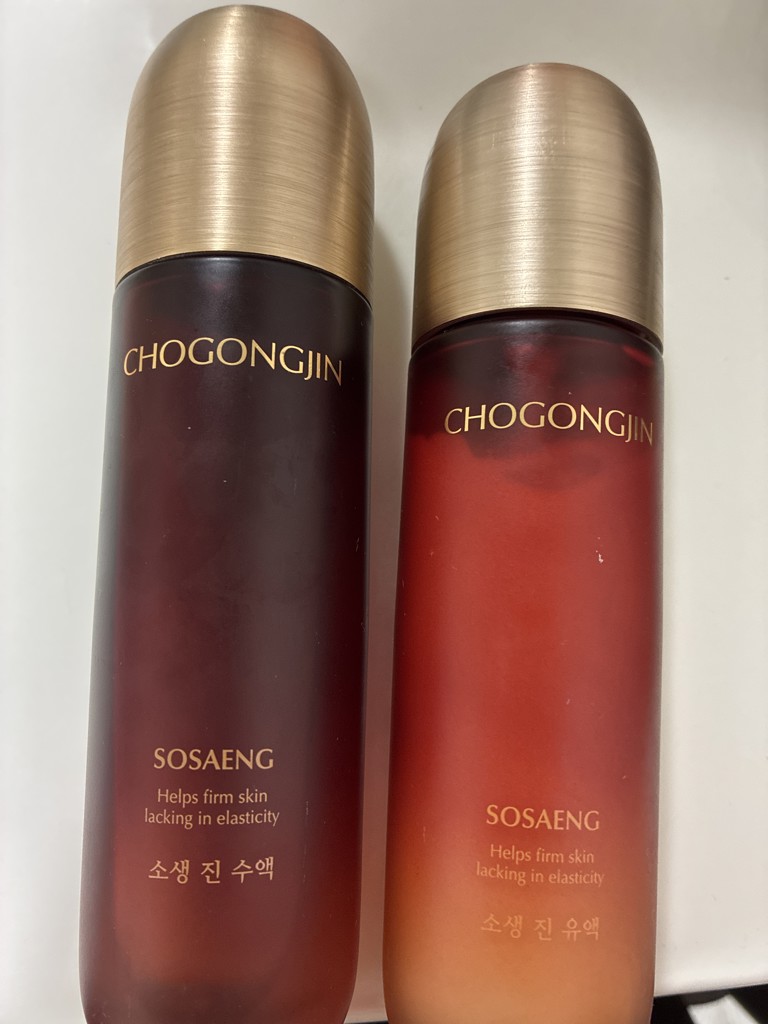 CHOGONGJIN
SOSAENG
Helps firm skin
lacking in elasticity
소생 진 수액
CHOGONGJIN
SOSAENG
Helps firm skin
lacking in elasticity
소생 진 유액